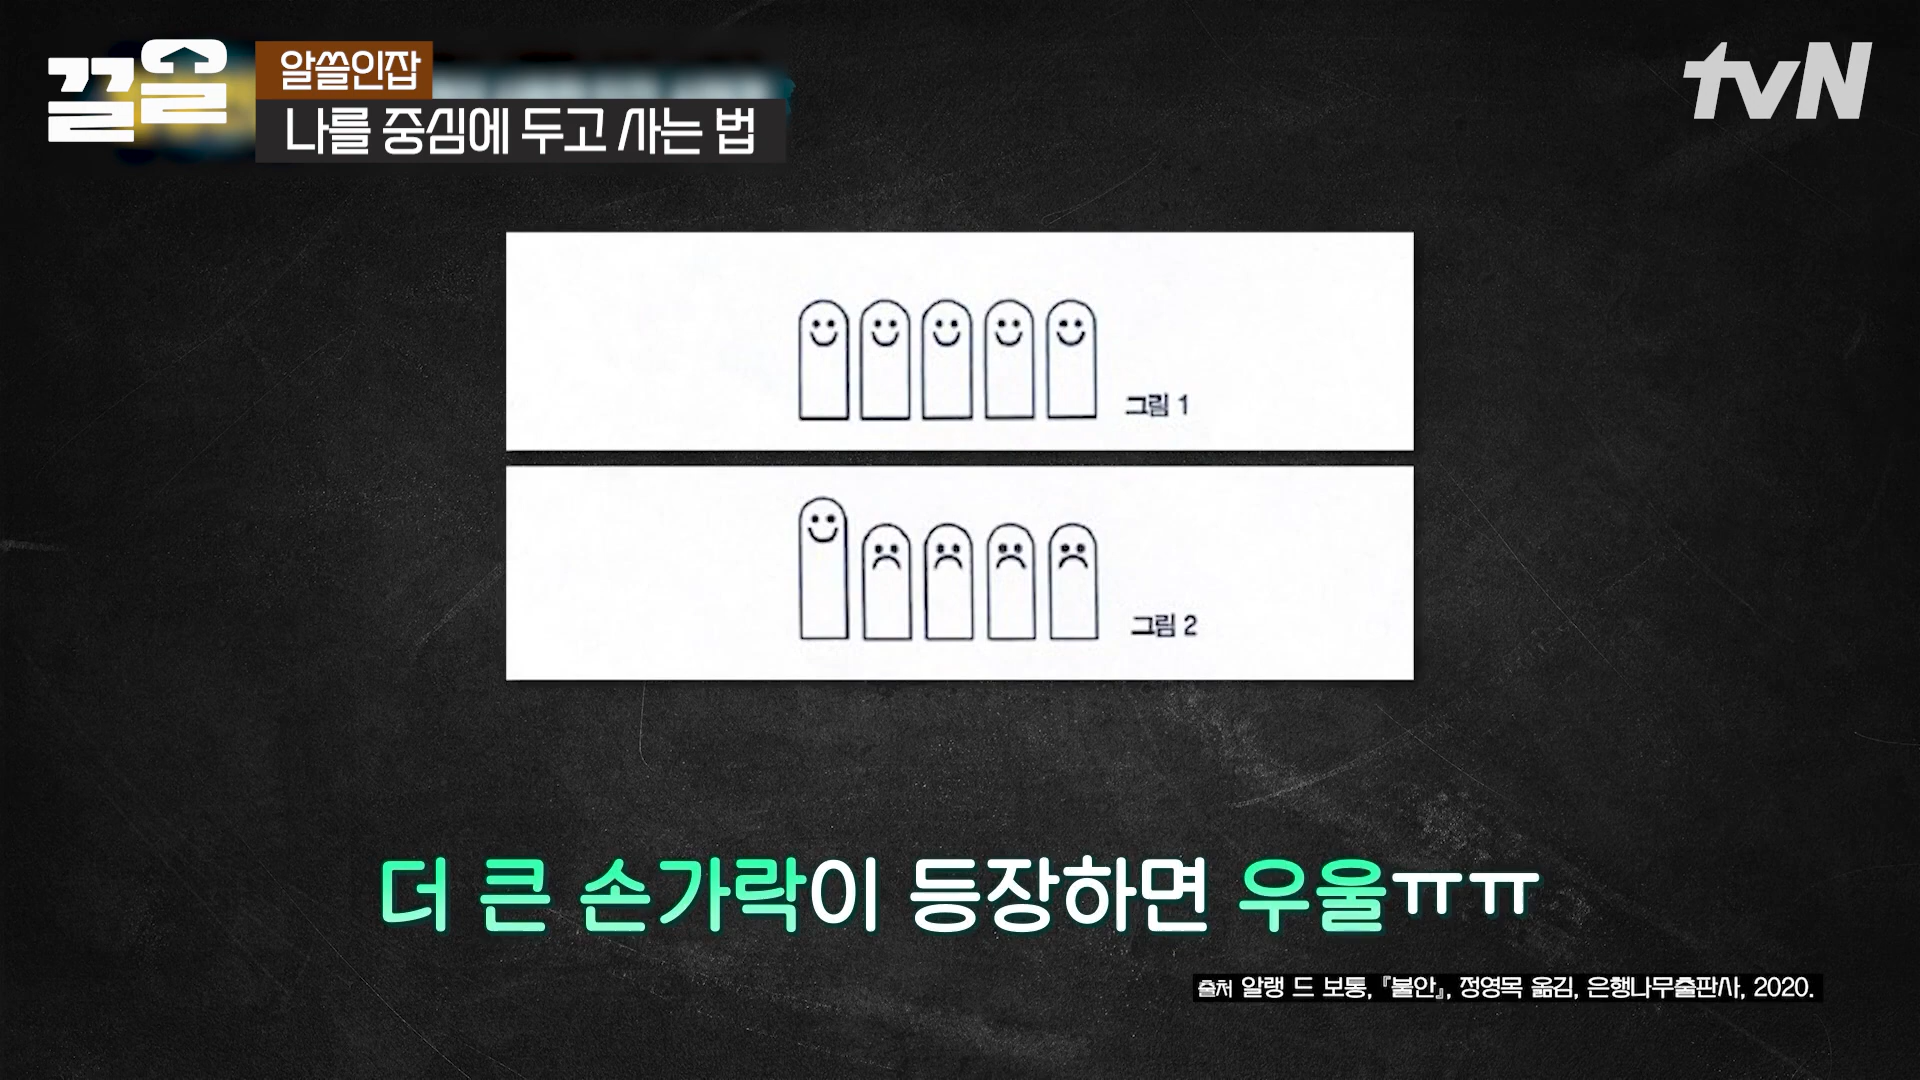 끌올
알쓸인잡
나를 중심에 두고 사는 법
tvN
그림 1
그림 2
더 큰 손가락이 등장하면 우울ㅠㅠ
출처 알랭 드 보통, 『불안』, 정영목 옮김, 은행나무출판사, 2020.